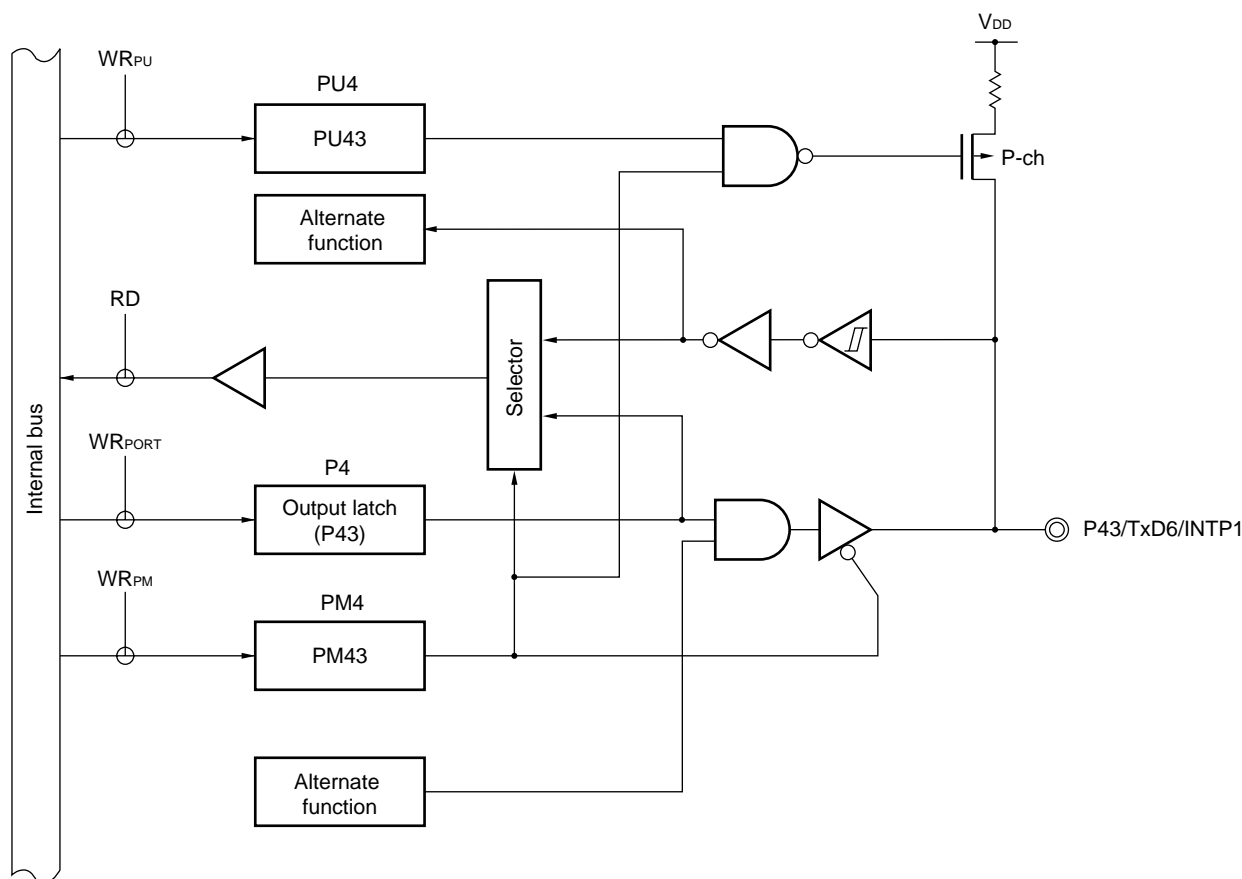 VDD
WRPU
PU4
PU43
P-ch
Alternate
function
RD
Selector
Internal bus
WRPORT
P4
Output latch
(P43)
P43/TxD6/INTP1
WRPM
PM4
PM43
Alternate
function